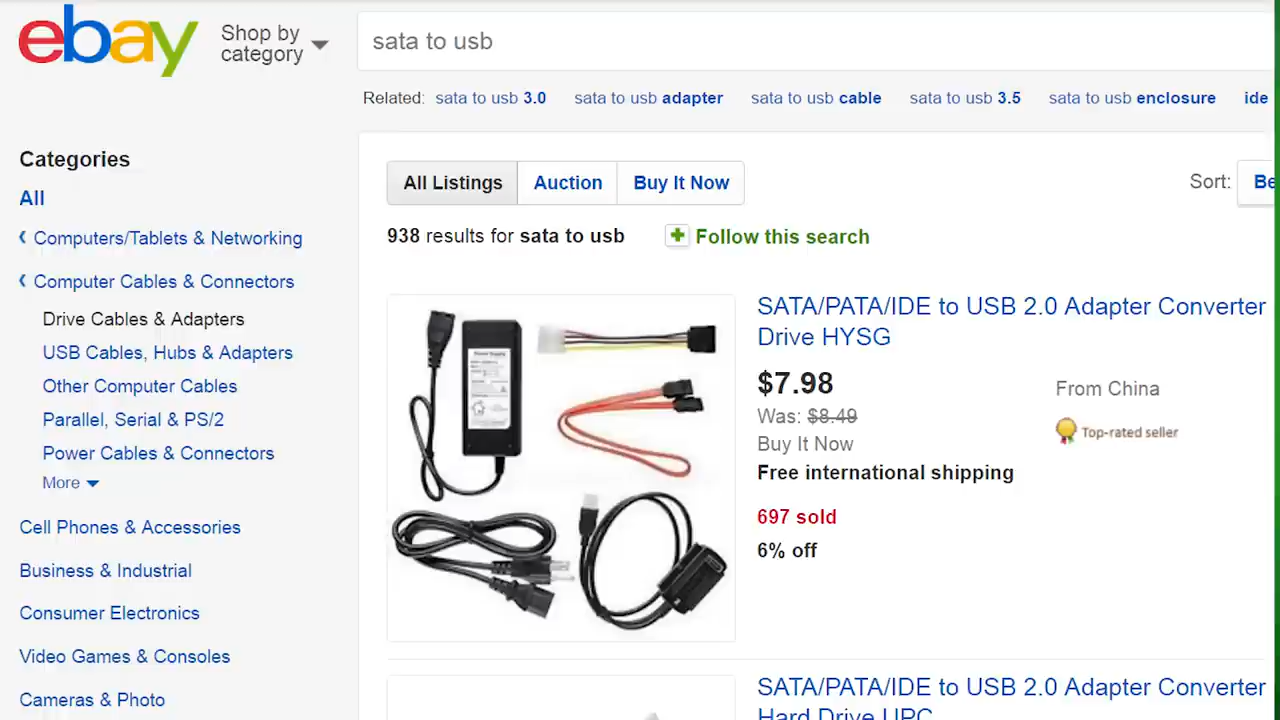 ebay
Shop by
category
sata to usb
Related: sata to usb 3.0 sata to usb adapter sata to usb cable sata to usb 3.5 sata to usb enclosure ide
Categories
All
Computers/Tablets & Networking
Computer Cables & Connectors
Drive Cables & Adapters
USB Cables, Hubs & Adapters
Other Computer Cables
Parallel, Serial & PS/2
Power Cables & Connectors
More
Cell Phones & Accessories
Business & Industrial
Consumer Electronics
Video Games & Consoles
Cameras & Photo
All Listings Auction Buy It Now
Sort: Be
938 results for sata to usb Follow this search
SATA/PATA/IDE to USB 2.0 Adapter Converter
Drive HYSG
$7.98
Was: $8.49
Buy It Now
Free international shipping
From China
Top-rated seller
697 sold
6% off
SATA/PATA/IDE to USB 2.0 Adapter Converter
Hard Drive UPC